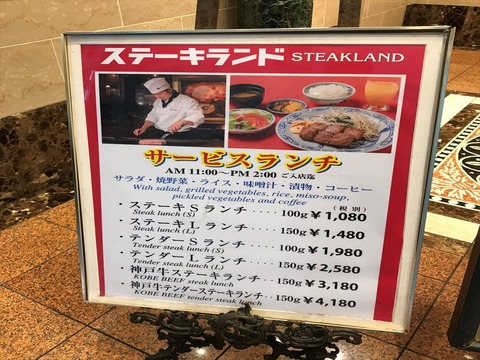 ステーキランド STEAKLAND
サービスランチ
AM 11:00〜PM 2:00 ご入店迄
サラダ・焼野菜・ライス・味噌汁・漬物・コーヒー
With salad, grilled vegetables, rice, miso-soup,
pickled vegetables and coffee
(税別)
・ステーキSランチ‥‥100g¥1,080
Steak lunch (S)
・ステーキLランチ‥‥150g¥1,480
Steak lunch (L)
・テンダーSランチ‥‥100g¥1,980
Tender steak lunch (S)
・テンダーLランチ‥‥150g¥2,580
Tender steak lunch (L)
・神戸牛ステーキランチ‥‥150g¥3,180
KOBE BEEF steak lunch
・神戸牛テンダーステーキランチ‥150g¥4,180
KOBE BEEF tender steak lunch